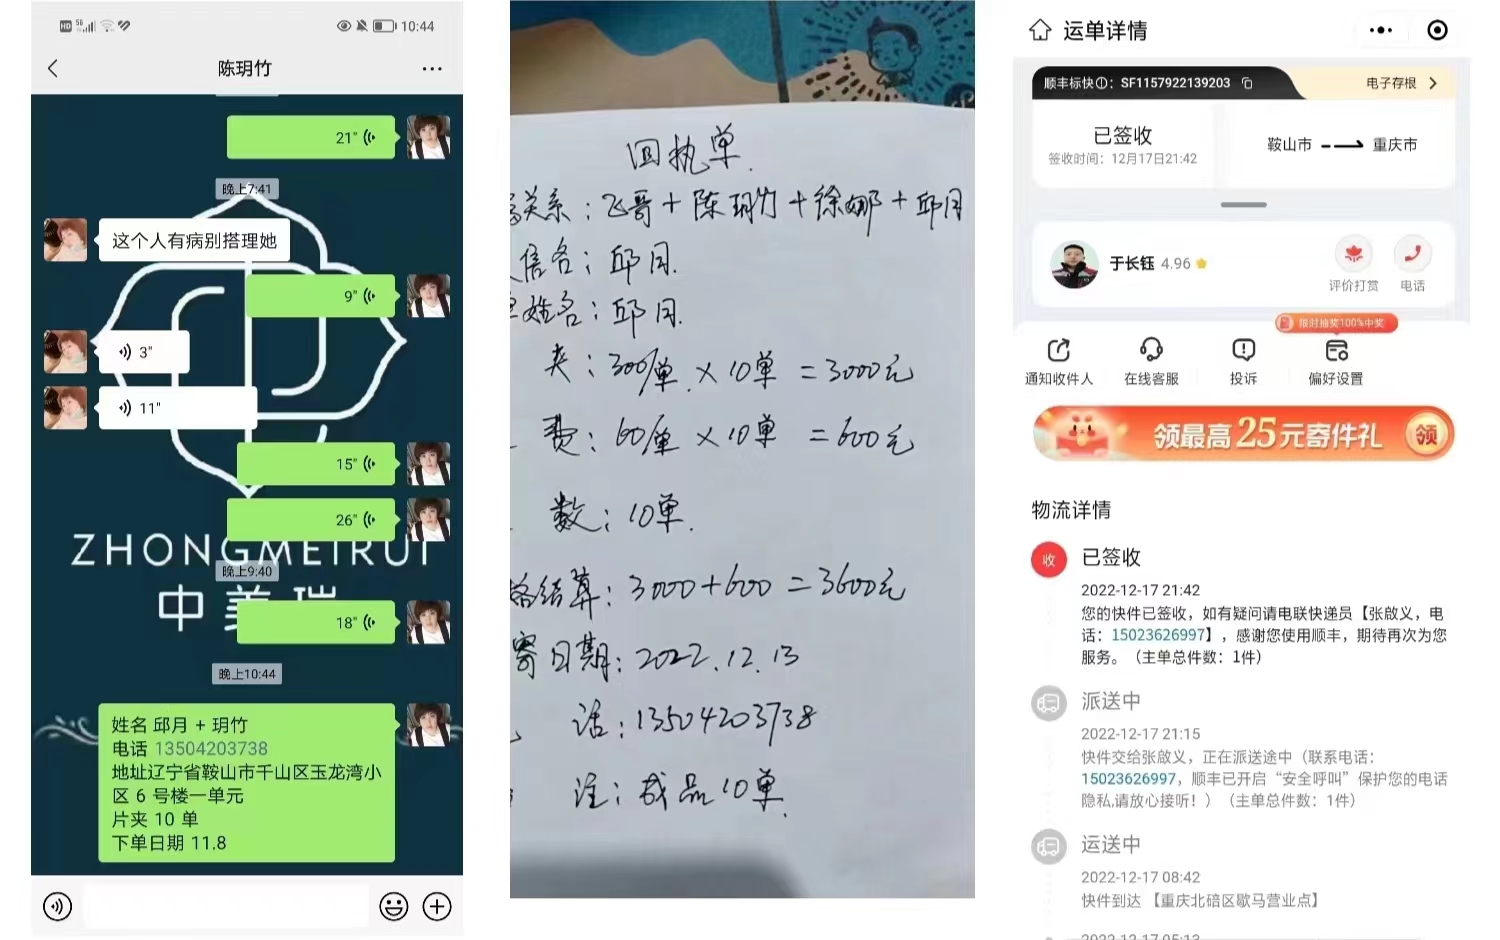 10:44
陈玥竹
21"
晚上7:41
这个人有病别搭理她
9"
3"
11"
15"
26"
ZHONGMEIRUI
晚上9:40
中美瑞
18"
晚上10:44
姓名 邱月 + 玥竹
电话 13504203738
地址辽宁省鞍山市千山区玉龙湾小
区 6 号楼一单元
片夹 10 单
下单日期 11.8
回执单.
关系：飞哥+陈玥竹+徐娜+邱月
信名：邱月.
姓名：邱月.
夹：300/单 × 10单 = 3000元
费：60/单 × 10单 = 600元
数：10单.
结算：3000+600=3600元
寄日期：2022.12.13
话：13504203738
注：成品10单.
运单详情
顺丰标快：SF1157922139203
电子存根
已签收
签收时间：12月17日21:42
鞍山市
重庆市
于长钰 4.96
评价打赏
电话
限时抽奖100%中奖
通知收件人
在线客服
投诉
偏好设置
领最高25元寄件礼
领
物流详情
收
已签收
2022-12-17 21:42
您的快件已签收，如有疑问请电联快递员【张啟义，电
话：15023626997】，感谢您使用顺丰，期待再次为您
服务。（主单总件数：1件）
派送中
2022-12-17 21:15
快件交给张啟义，正在派送途中（联系电话：
15023626997，顺丰已开启“安全呼叫”保护您的电话
隐私,请放心接听！）（主单总件数：1件）
运送中
2022-12-17 08:42
快件到达 【重庆北碚区歇马营业点】
2022-12-17 05:13